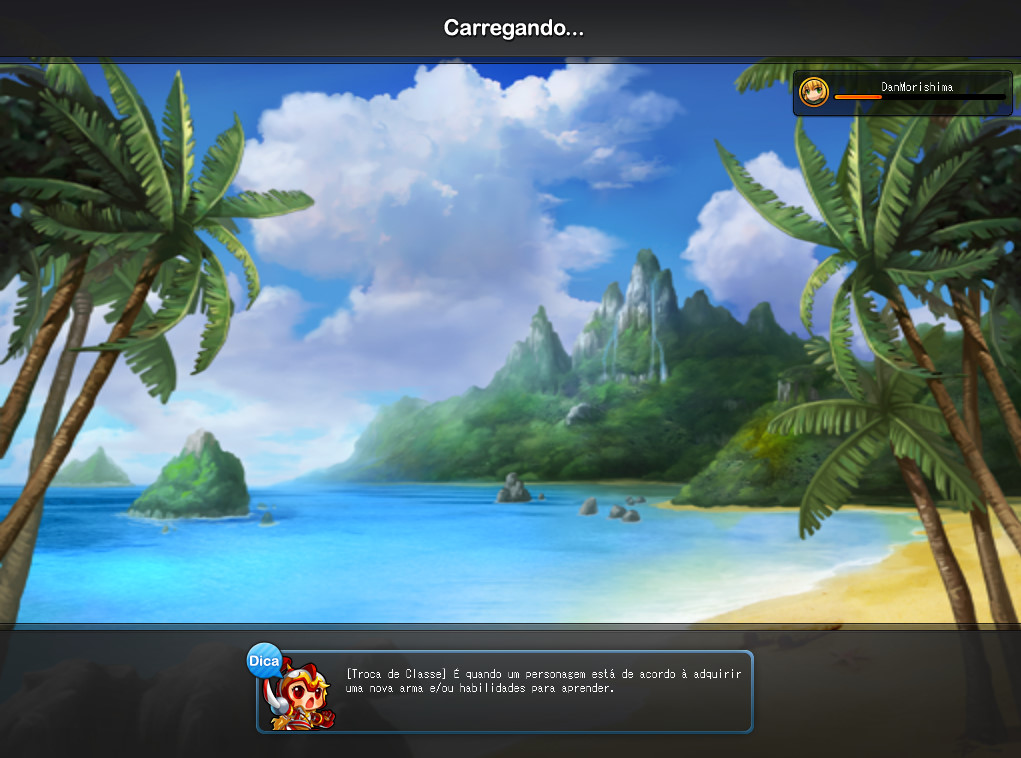 Carregando...
DanMorishima
Dica
[Troca de Classe] É quando um personagem está de acordo à adquirir
uma nova arma e/ou habilidades para aprender.